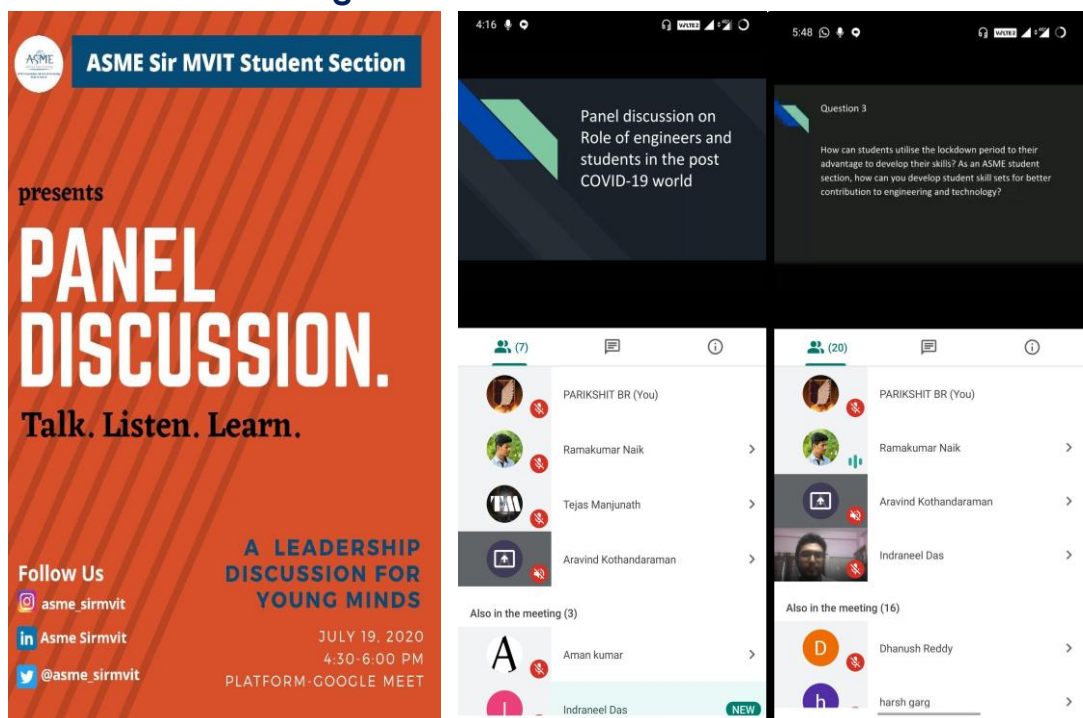 ASME
ASME Sir MVIT Student Section
presents
PANEL
DISCUSSION.
Talk. Listen. Learn.
A LEADERSHIP
DISCUSSION FOR
YOUNG MINDS
Follow Us
asme_sirmvit
in Asme Sirmvit
@asme_sirmvit
JULY 19, 2020
4:30-6:00 PM
PLATFORM-GOOGLE MEET
4:16
VoLTE2
Panel discussion on
Role of engineers and
students in the post
COVID-19 world
(7)
PARIKSHIT BR (You)
Ramakumar Naik
TM
Tejas Manjunath
Aravind Kothandaraman
Also in the meeting (3)
A
Aman kumar
I
Indraneel Das
NEW
5:48
VoLTE2
Question 3
How can students utilise the lockdown period to their
advantage to develop their skills? As an ASME student
section, how can you develop student skill sets for better
contribution to engineering and technology?
(20)
PARIKSHIT BR (You)
Ramakumar Naik
Aravind Kothandaraman
Indraneel Das
Also in the meeting (16)
D
Dhanush Reddy
h
harsh garg